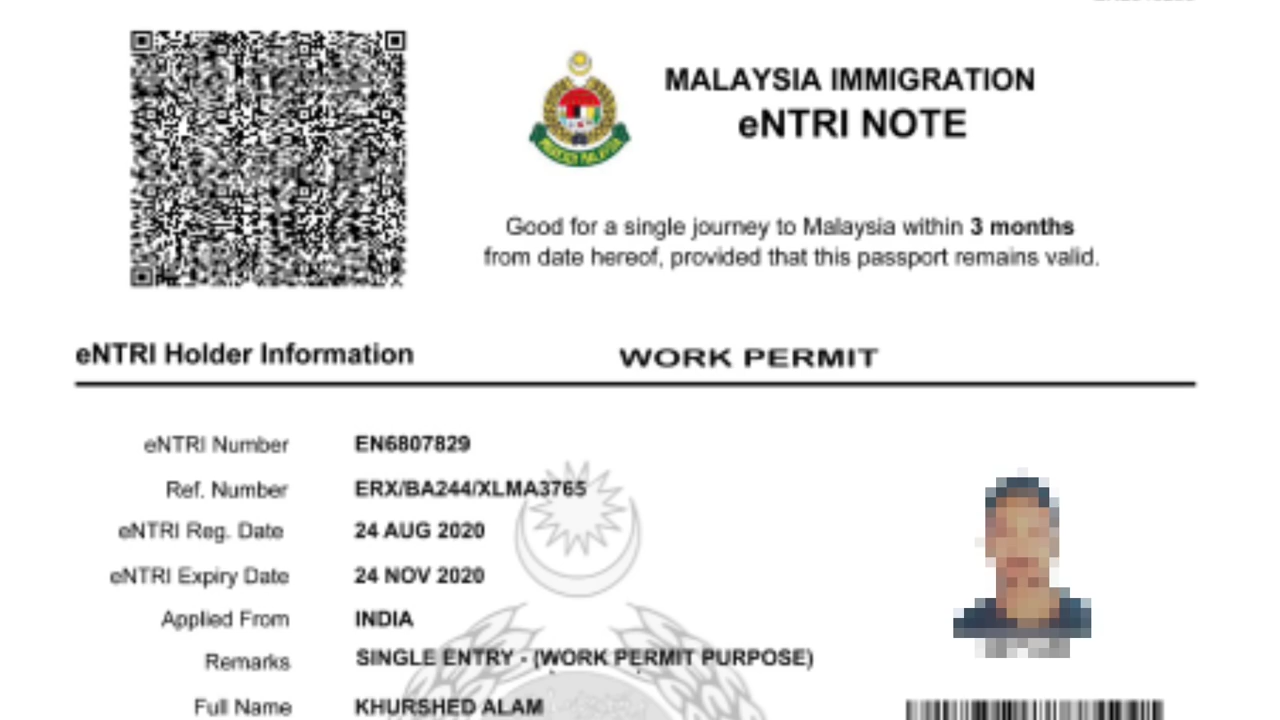 MALAYSIA IMMIGRATION
eNTRI NOTE
Good for a single journey to Malaysia within 3 months
from date hereof, provided that this passport remains valid.
eNTRI Holder Information
WORK PERMIT
eNTRI Number EN6807829
Ref. Number ERX/BA244/XLMA3765
eNTRI Reg. Date 24 AUG 2020
eNTRI Expiry Date 24 NOV 2020
Applied From INDIA
Remarks SINGLE ENTRY - (WORK PERMIT PURPOSE)
Full Name KHURSHED ALAM